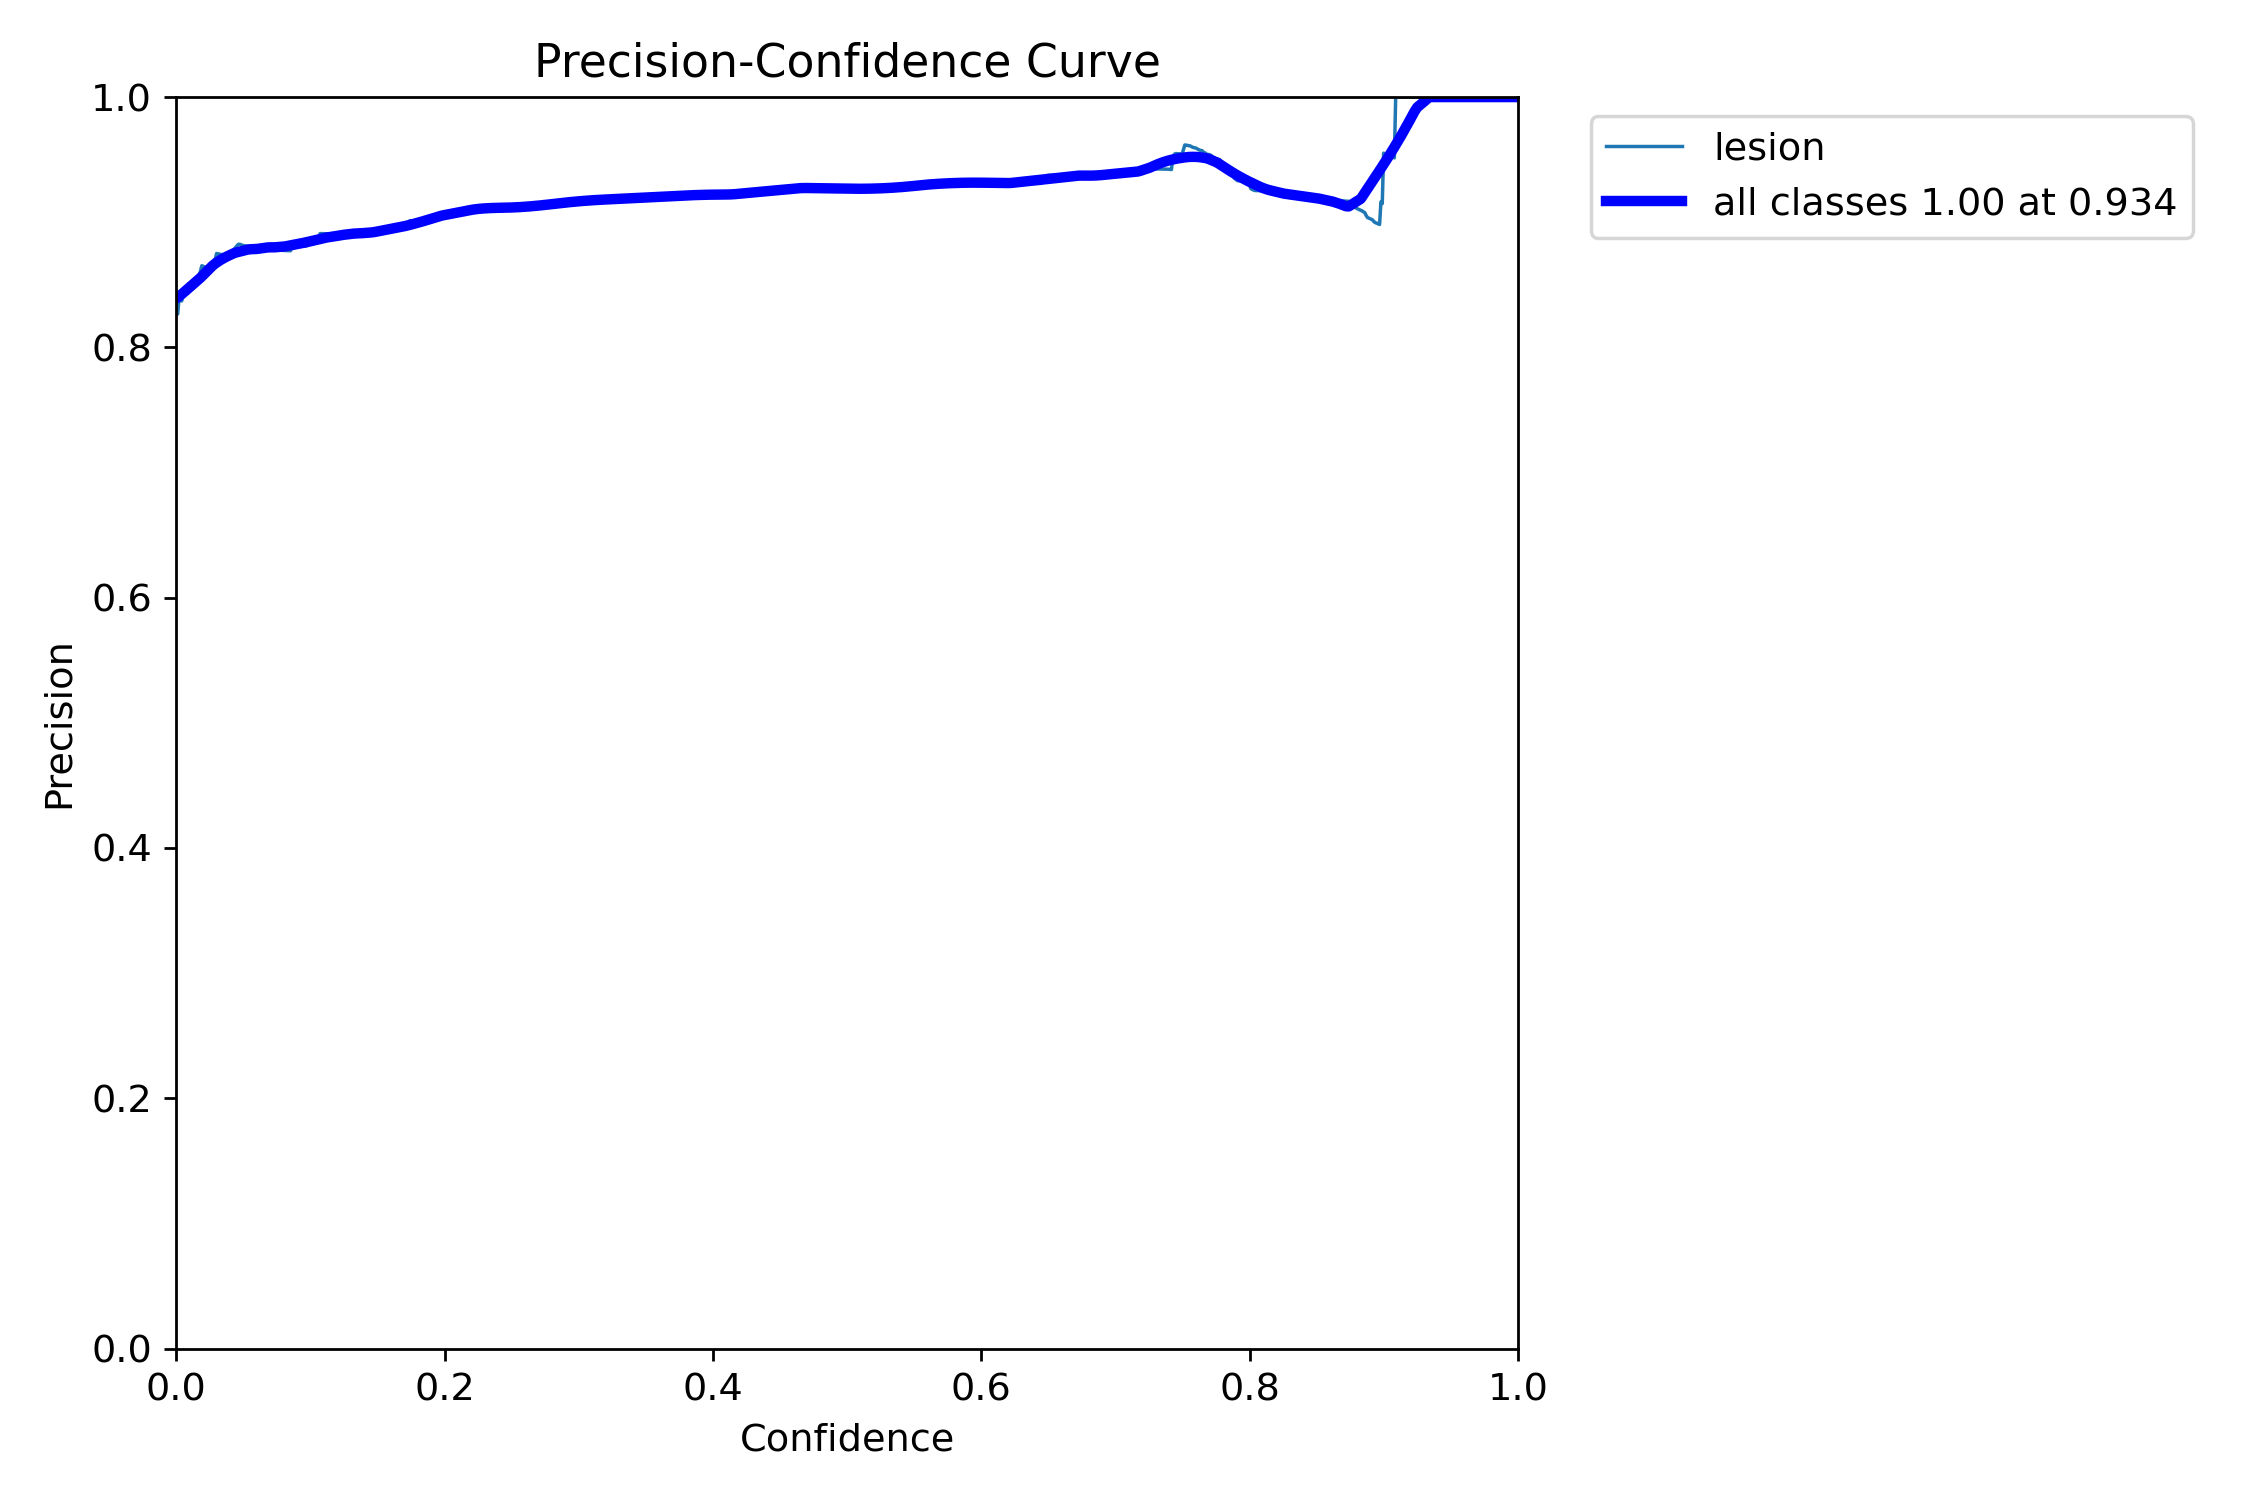 Precision-Confidence Curve
1.0
0.8
0.6
0.4
0.2
0.0
Precision
0.0 0.2 0.4 0.6 0.8 1.0
Confidence
lesion
all classes 1.00 at 0.934